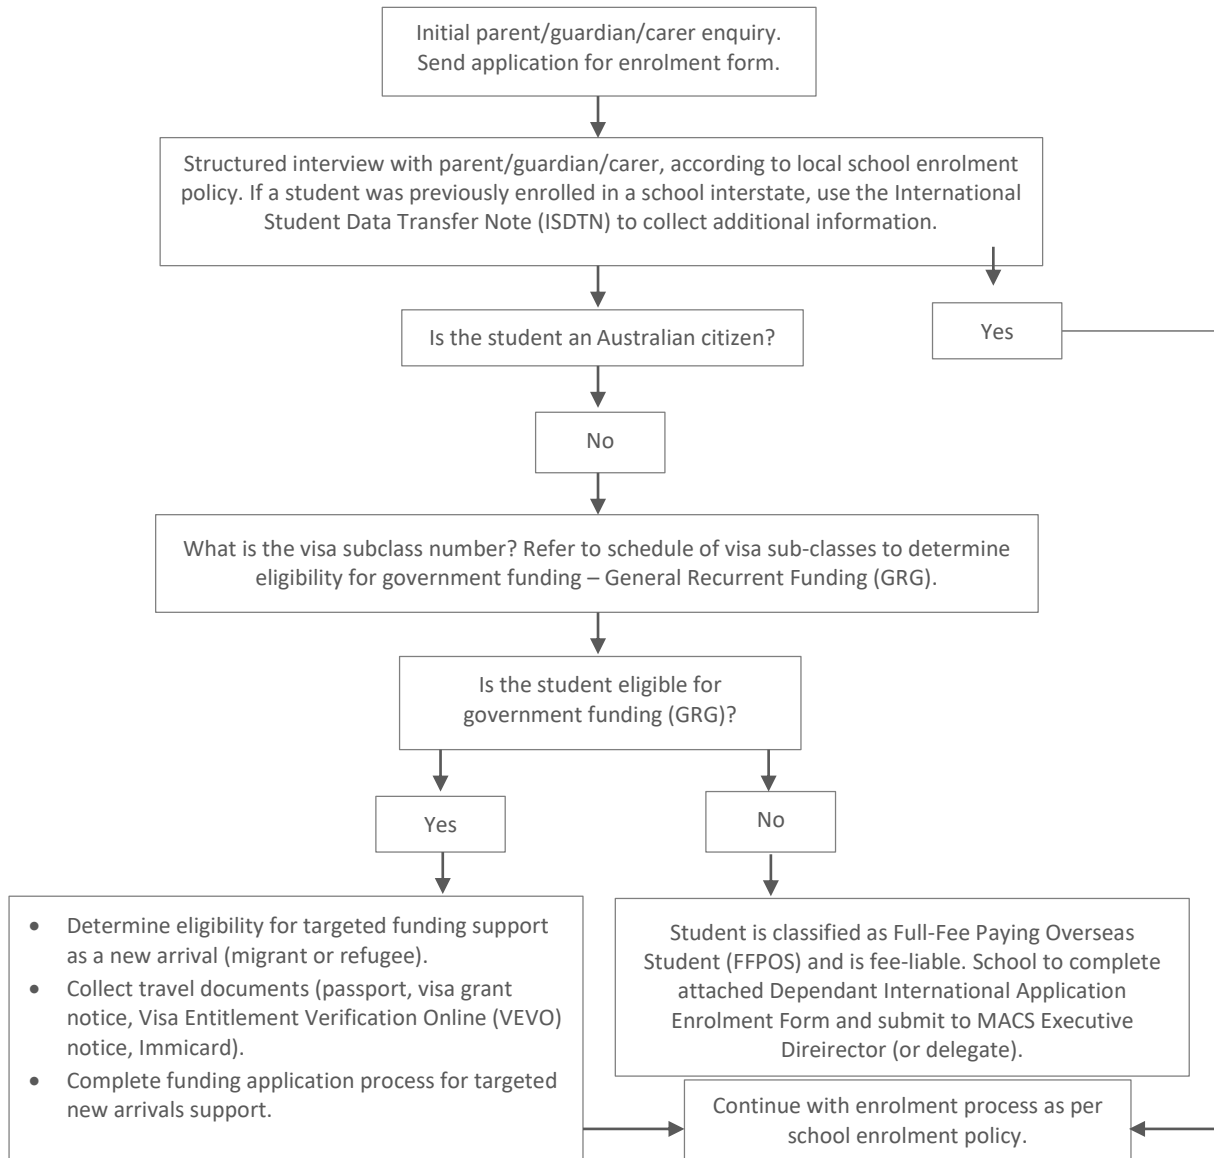 Initial parent/guardian/carer enquiry.
Send application for enrolment form.
Structured interview with parent/guardian/carer, according to local school enrolment
policy. If a student was previously enrolled in a school interstate, use the International
Student Data Transfer Note (ISDTN) to collect additional information.
Is the student an Australian citizen?
Yes
No
What is the visa subclass number? Refer to schedule of visa sub-classes to determine
eligibility for government funding – General Recurrent Funding (GRG).
Is the student eligible for
government funding (GRG)?
Yes
No
• Determine eligibility for targeted funding support
as a new arrival (migrant or refugee).
• Collect travel documents (passport, visa grant
notice, Visa Entitlement Verification Online (VEVO)
notice, Immicard).
• Complete funding application process for targeted
new arrivals support.
Student is classified as Full-Fee Paying Overseas
Student (FFPOS) and is fee-liable. School to complete
attached Dependant International Application
Enrolment Form and submit to MACS Executive
Direirector (or delegate).
Continue with enrolment process as per
school enrolment policy.